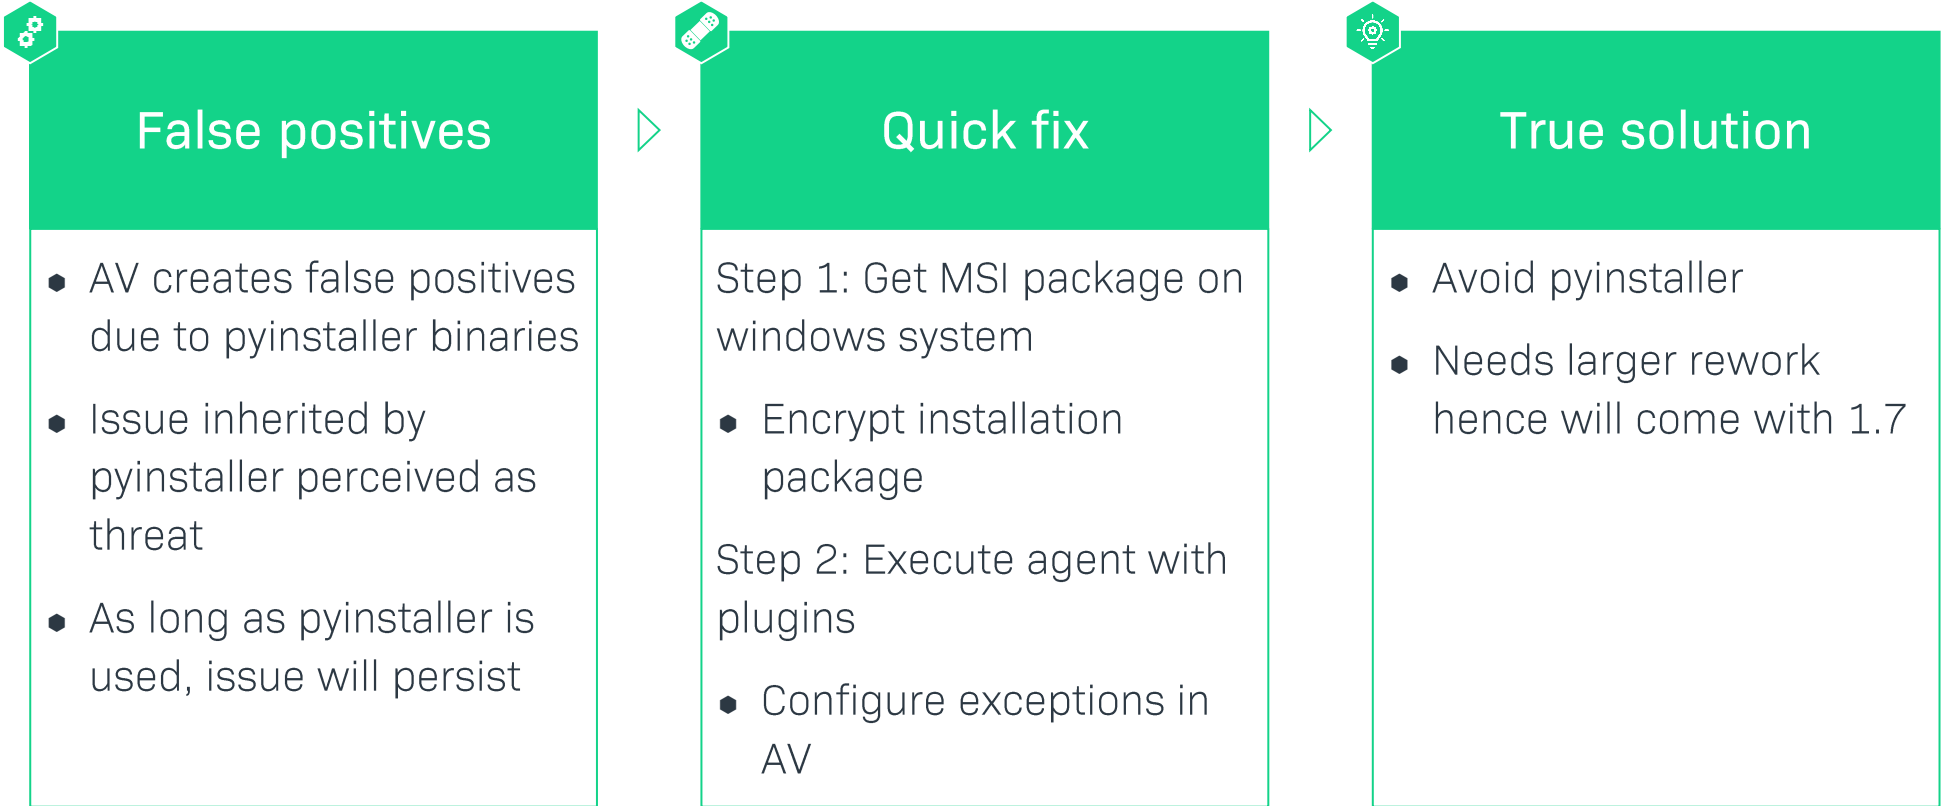 False positives
AV creates false positives
due to pyinstaller binaries
Issue inherited by
pyinstaller perceived as
threat
As long as pyinstaller is
used, issue will persist
Quick fix
Step 1: Get MSI package on
windows system
Encrypt installation
package
Step 2: Execute agent with
plugins
Configure exceptions in
AV
True solution
Avoid pyinstaller
Needs larger rework
hence will come with 1.7